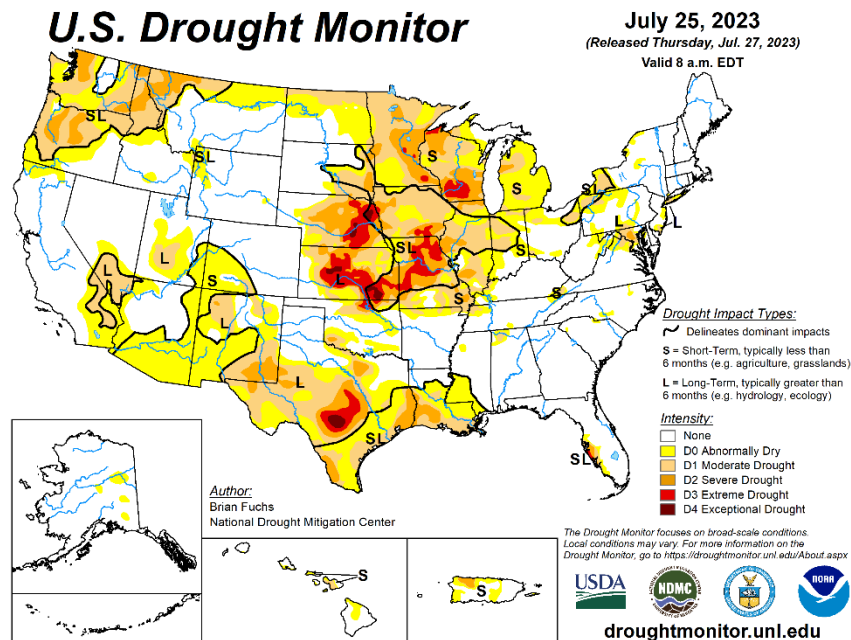 U.S. Drought Monitor
July 25, 2023
(Released Thursday, Jul. 27, 2023)
Valid 8 a.m. EDT
SL
SL
S
S
SL
L
L
L
S
SL
S
L
L
S
L
S
S
L
SL
SL
Drought Impact Types:
Delineates dominant impacts
S = Short-Term, typically less than
6 months (e.g. agriculture, grasslands)
L = Long-Term, typically greater than
6 months (e.g. hydrology, ecology)
Intensity:
None
D0 Abnormally Dry
D1 Moderate Drought
D2 Severe Drought
D3 Extreme Drought
D4 Exceptional Drought
Author:
Brian Fuchs
National Drought Mitigation Center
S
S
The Drought Monitor focuses on broad-scale conditions.
Local conditions may vary. For more information on the
Drought Monitor, go to https://droughtmonitor.unl.edu/About.aspx
USDA
NDMC
NOAA
droughtmonitor.unl.edu